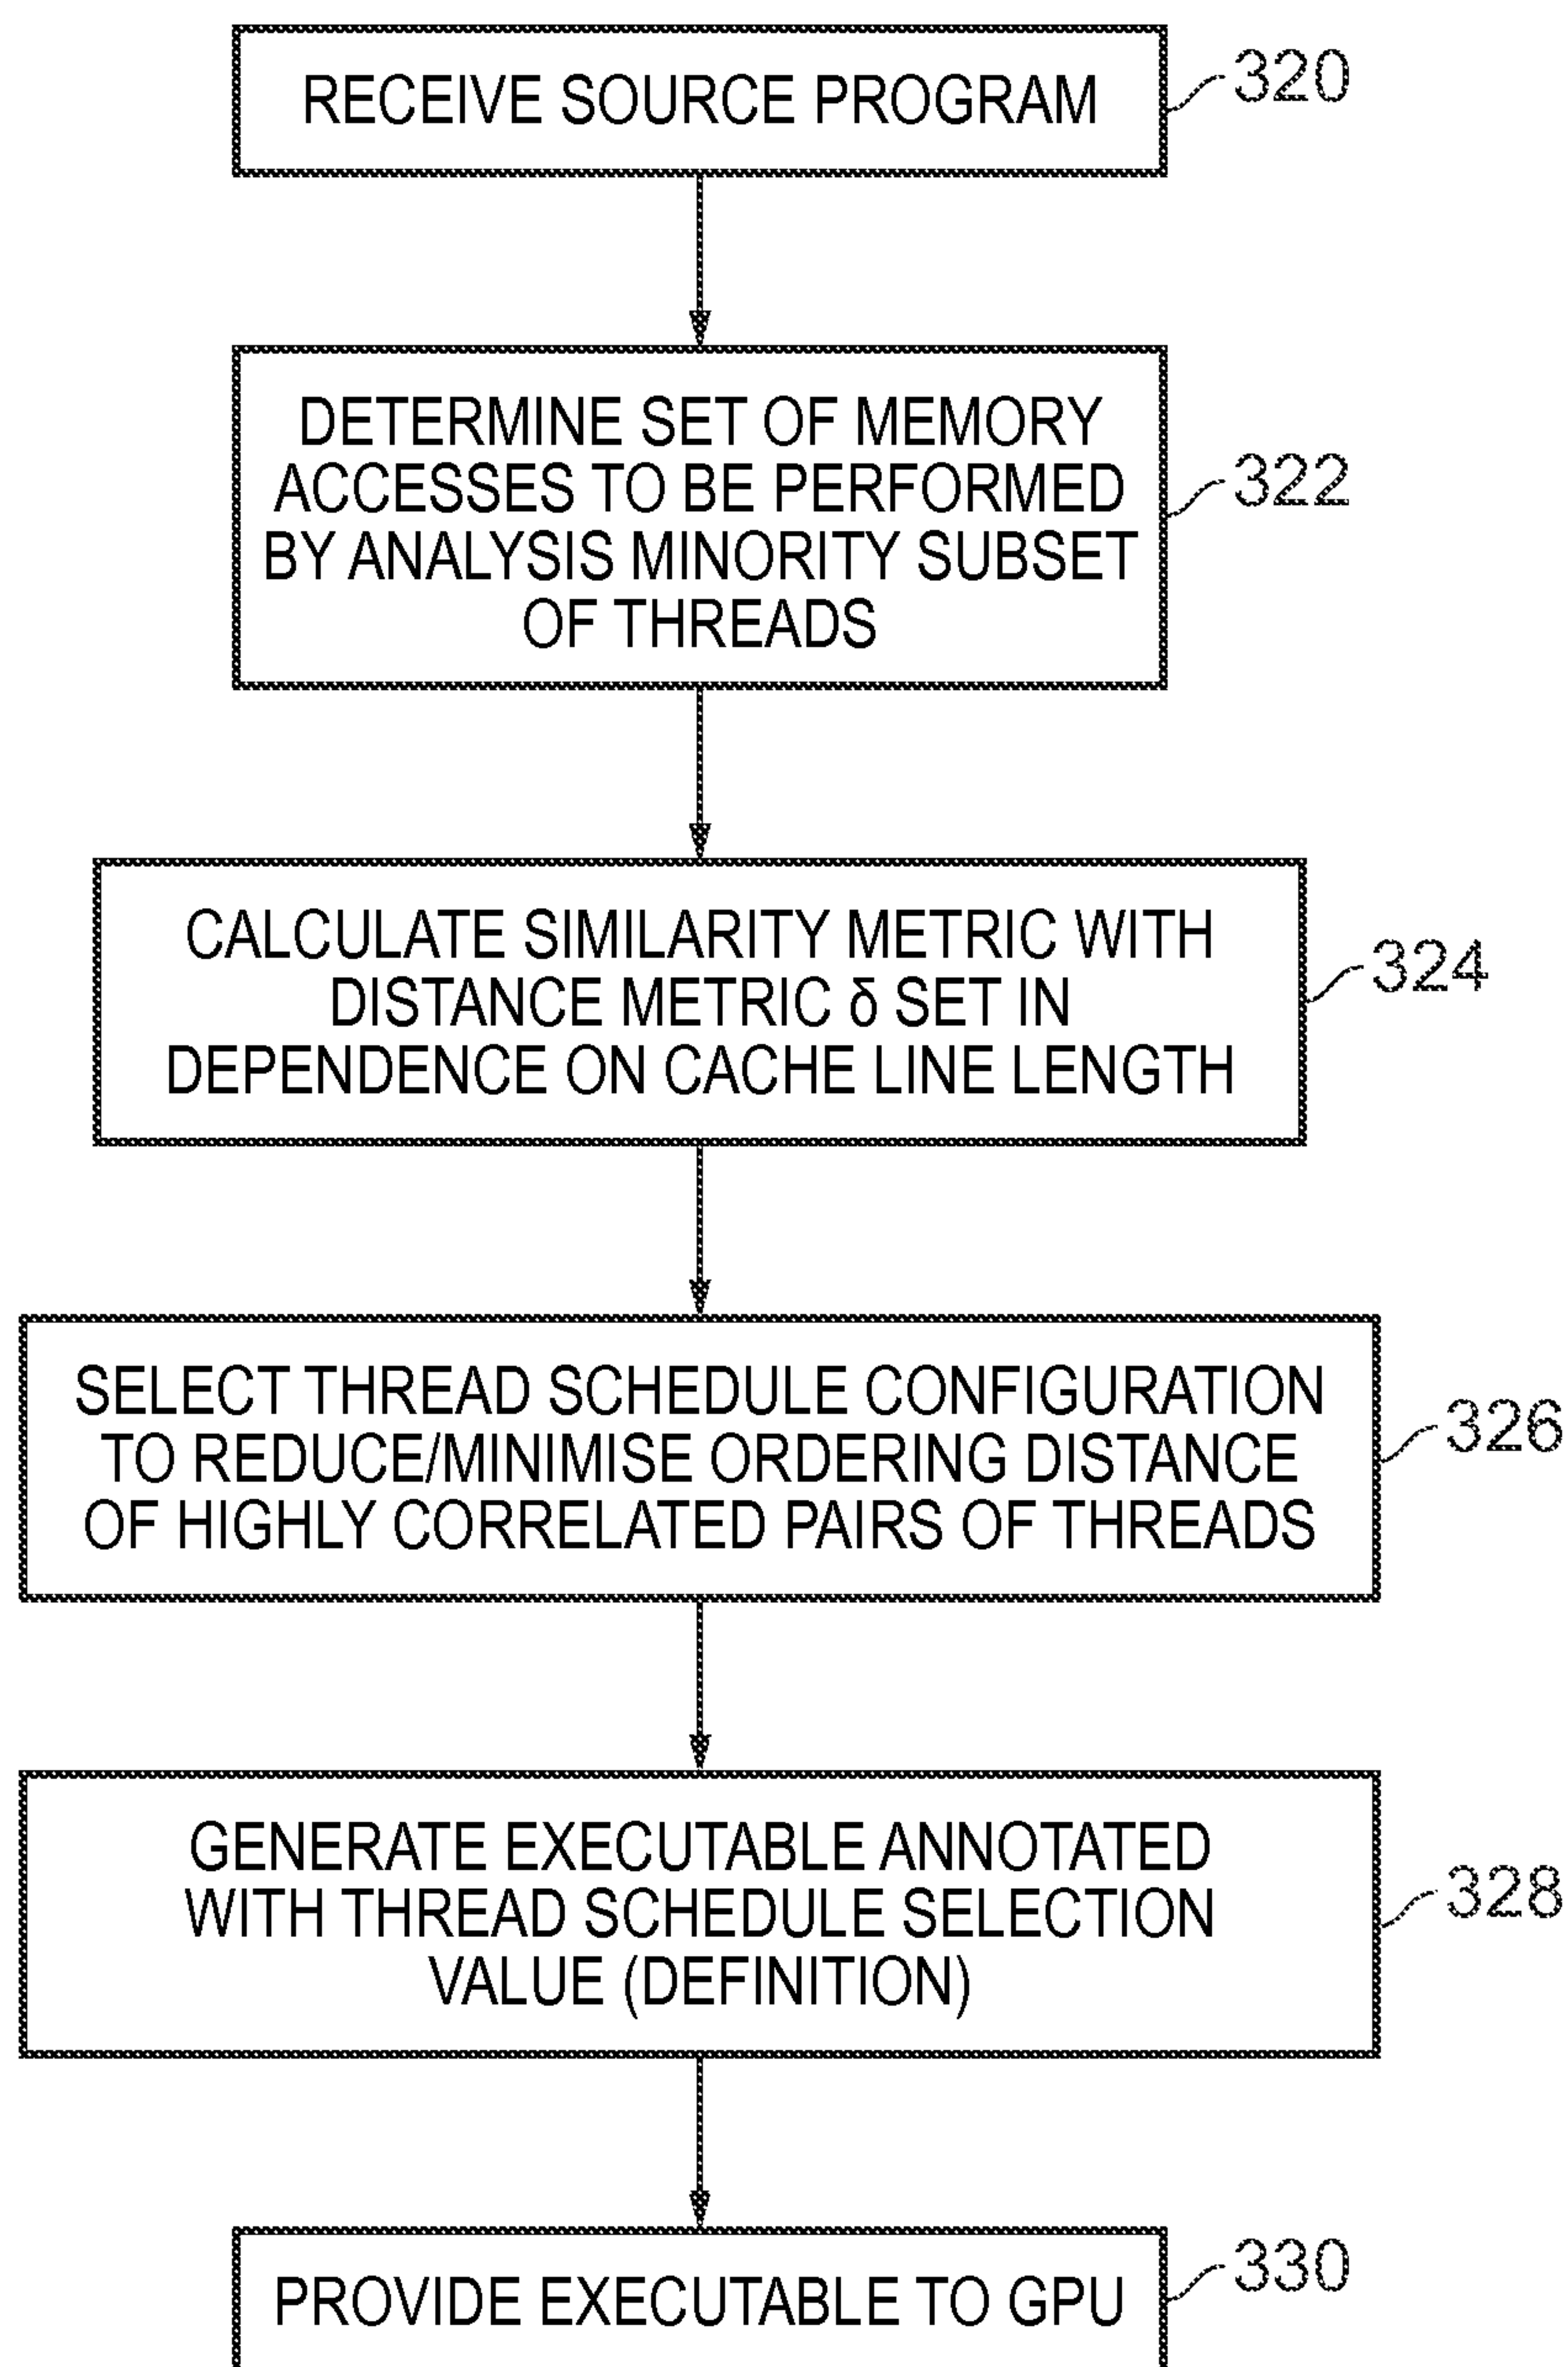 RECEIVE SOURCE PROGRAM
320
DETERMINE SET OF MEMORY
ACCESSES TO BE PERFORMED
BY ANALYSIS MINORITY SUBSET
OF THREADS
322
CALCULATE SIMILARITY METRIC WITH
DISTANCE METRIC δ SET IN
DEPENDENCE ON CACHE LINE LENGTH
324
SELECT THREAD SCHEDULE CONFIGURATION
TO REDUCE/MINIMISE ORDERING DISTANCE
OF HIGHLY CORRELATED PAIRS OF THREADS
326
GENERATE EXECUTABLE ANNOTATED
WITH THREAD SCHEDULE SELECTION
VALUE (DEFINITION)
328
PROVIDE EXECUTABLE TO GPU
330